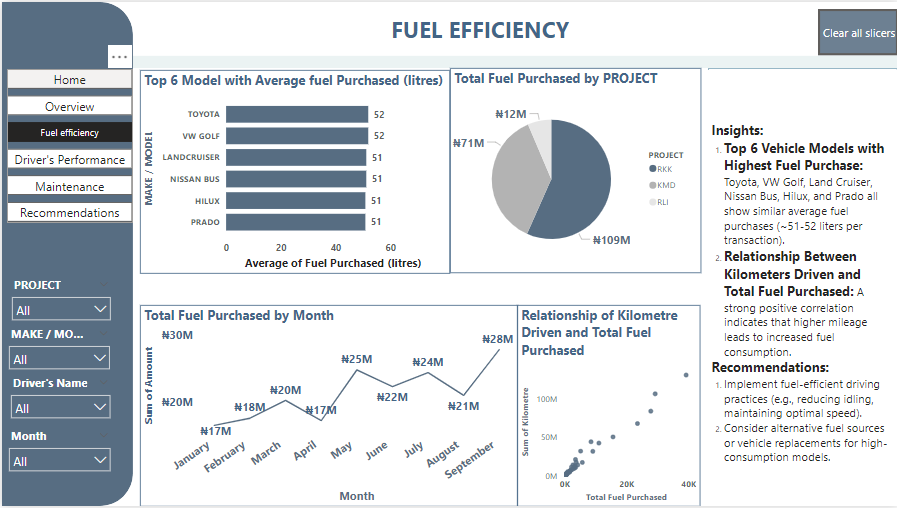 FUEL EFFICIENCY
Clear all slicers
...
Home
Overview
Fuel efficiency
Driver's Performance
Maintenance
Recommendations
PROJECT
All
MAKE / MO...
All
Driver's Name
All
Month
All
Top 6 Model with Average fuel Purchased (litres)
MAKE / MODEL
TOYOTA 52
VW GOLF 52
LANDCRUISER 51
NISSAN BUS 51
HILUX 51
PRADO 51
0 20 40 60
Average of Fuel Purchased (litres)
Total Fuel Purchased by PROJECT
₦12M
₦71M
₦109M
PROJECT
RKK
KMD
RLI
Total Fuel Purchased by Month
Sum of Amount
₦30M
₦20M
₦17M
₦18M
₦20M
₦17M
₦25M
₦22M
₦24M
₦21M
₦28M
January
February
March
April
May
June
July
August
September
Month
Relationship of Kilometre
Driven and Total Fuel
Purchased
Sum of Kilometre
100M
50M
0M
0K 20K 40K
Total Fuel Purchased
Insights:
1. Top 6 Vehicle Models with
Highest Fuel Purchase:
Toyota, VW Golf, Land Cruiser,
Nissan Bus, Hilux, and Prado all
show similar average fuel
purchases (~51-52 liters per
transaction).
2. Relationship Between
Kilometers Driven and
Total Fuel Purchased: A
strong positive correlation
indicates that higher mileage
leads to increased fuel
consumption.
Recommendations:
1. Implement fuel-efficient driving
practices (e.g., reducing idling,
maintaining optimal speed).
2. Consider alternative fuel sources
or vehicle replacements for high-
consumption models.